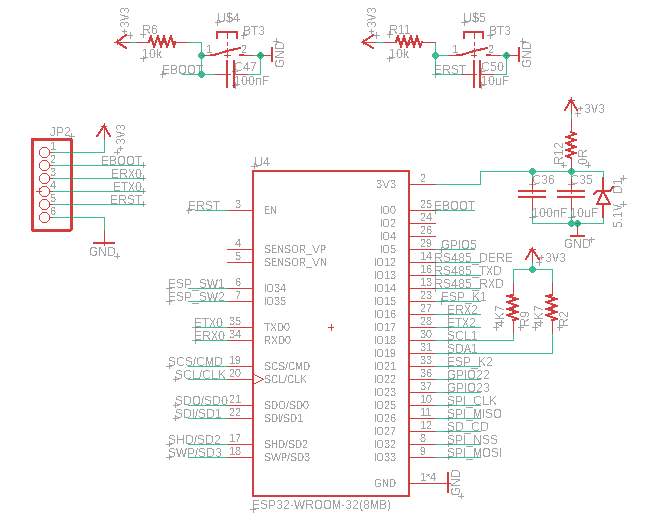 +3V3 R6 10k EBOOT U$4 BT3 1 2 C47 100nF GND
+3V3 R11 10k ERST U$5 BT3 1 2 C50 10uF GND
JP2 +3V3
1
2 EBOOT
3 ERX0
4 ETX0
5 ERST
6
GND
U4
ERST 3 EN
4 SENSOR_VP
5 SENSOR_VN
ESP_SW1 6 IO34
ESP_SW2 7 IO35
ETX0 35 TXD0
ERX0 34 RXD0
SCS/CMD 19 SCS/CMD
SCL/CLK 20 SCL/CLK
SDO/SD0 21 SDO/SD0
SDI/SD1 22 SDI/SD1
SHD/SD2 17 SHD/SD2
SWP/SD3 18 SWP/SD3
3V3 2
IO0 25 EBOOT
IO2 24
IO4 26
IO5 29 GPIO5
IO12 14 RS485_DERE
IO13 16 RS485_TXD
IO14 13 RS485_RXD
IO15 23 ESP_K1
IO16 27 ERX2
IO17 28 ETX2
IO18 30 SCL1
IO19 31 SDA1
IO21 33 ESP_K2
IO22 36 GPIO22
IO23 37 GPIO23
IO25 10 SPI_CLK
IO26 11 SPI_MISO
IO27 12 SD_CD
IO32 8 SPI_NSS
IO33 9 SPI_MOSI
GND 1*4 GND
ESP32-WROOM-32(8MB)
+3V3
R12 0R
C36 100nF
C35 10uF
D1 5.1V
GND
+3V3
4K7 R9
4K7 R2